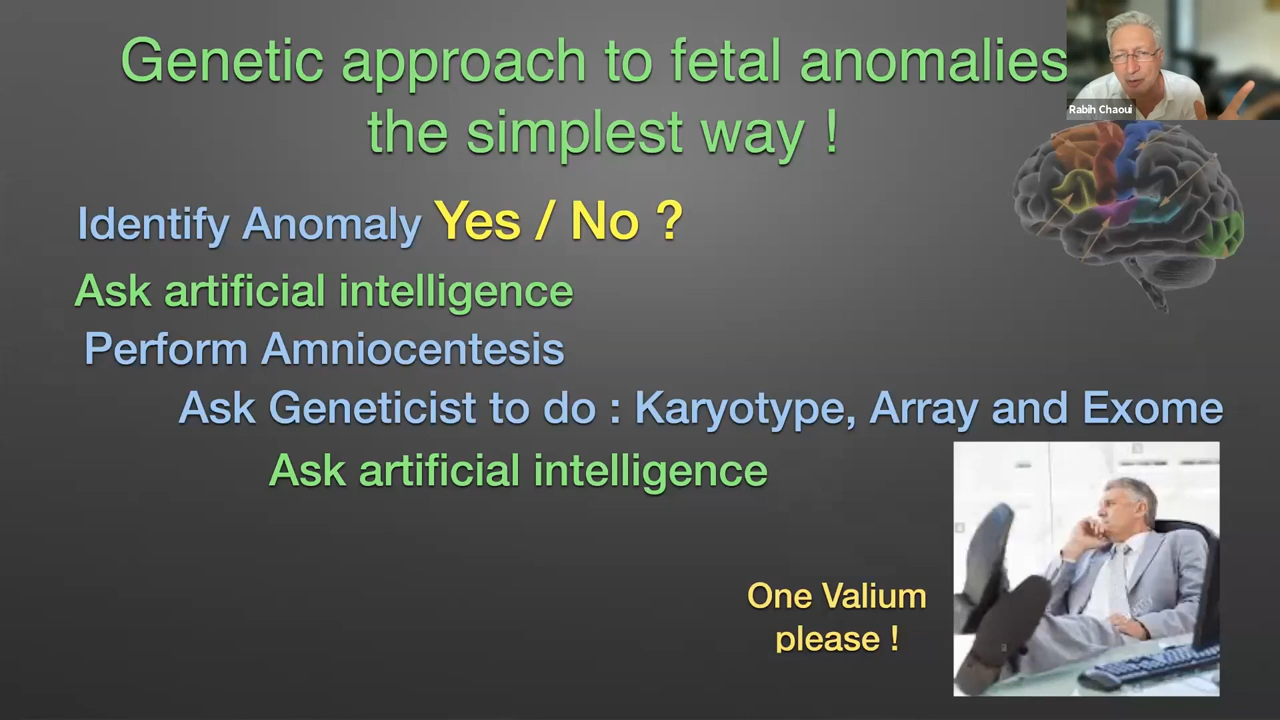 Genetic approach to fetal anomalies
the simplest way !
Rabih Chaoui
Identify Anomaly Yes / No ?
Ask artificial intelligence
Perform Amniocentesis
Ask Geneticist to do : Karyotype, Array and Exome
Ask artificial intelligence
One Valium
please !